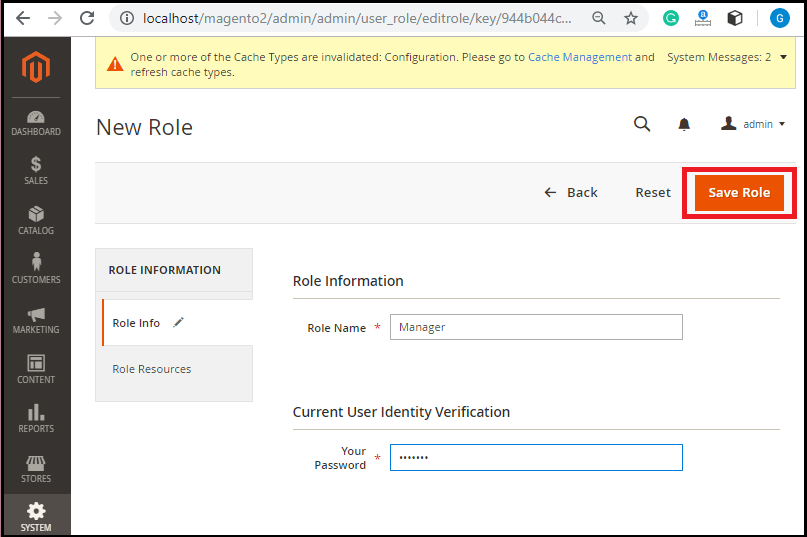 localhost/magento2/admin/admin/user_role/editrole/key/944b044c...
G
One or more of the Cache Types are invalidated: Configuration. Please go to Cache Management and
refresh cache types.
System Messages: 2
New Role
admin
Back
Reset
Save Role
DASHBOARD
SALES
CATALOG
CUSTOMERS
MARKETING
CONTENT
REPORTS
STORES
SYSTEM
ROLE INFORMATION
Role Info
Role Resources
Role Information
Role Name *
Manager
Current User Identity Verification
Your
Password *
•••••••